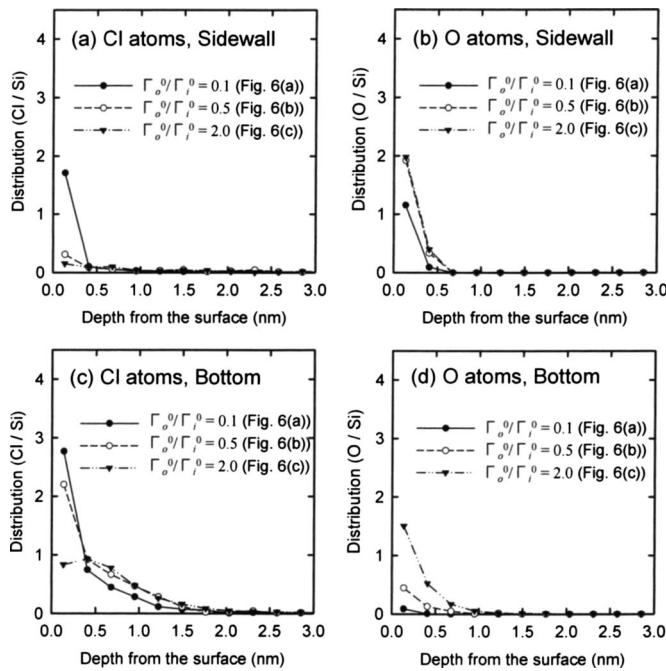 (a) Cl atoms, Sidewall
Γₒ⁰/Γᵢ⁰ = 0.1 (Fig. 6(a))
Γₒ⁰/Γᵢ⁰ = 0.5 (Fig. 6(b))
Γₒ⁰/Γᵢ⁰ = 2.0 (Fig. 6(c))
Distribution (Cl / Si)
4
3
2
1
0
0.0 0.5 1.0 1.5 2.0 2.5 3.0
Depth from the surface (nm)
(b) O atoms, Sidewall
Γₒ⁰/Γᵢ⁰ = 0.1 (Fig. 6(a))
Γₒ⁰/Γᵢ⁰ = 0.5 (Fig. 6(b))
Γₒ⁰/Γᵢ⁰ = 2.0 (Fig. 6(c))
Distribution (O / Si)
4
3
2
1
0
0.0 0.5 1.0 1.5 2.0 2.5 3.0
Depth from the surface (nm)
(c) Cl atoms, Bottom
Γₒ⁰/Γᵢ⁰ = 0.1 (Fig. 6(a))
Γₒ⁰/Γᵢ⁰ = 0.5 (Fig. 6(b))
Γₒ⁰/Γᵢ⁰ = 2.0 (Fig. 6(c))
Distribution (Cl / Si)
4
3
2
1
0
0.0 0.5 1.0 1.5 2.0 2.5 3.0
Depth from the surface (nm)
(d) O atoms, Bottom
Γₒ⁰/Γᵢ⁰ = 0.1 (Fig. 6(a))
Γₒ⁰/Γᵢ⁰ = 0.5 (Fig. 6(b))
Γₒ⁰/Γᵢ⁰ = 2.0 (Fig. 6(c))
Distribution (O / Si)
4
3
2
1
0
0.0 0.5 1.0 1.5 2.0 2.5 3.0
Depth from the surface (nm)